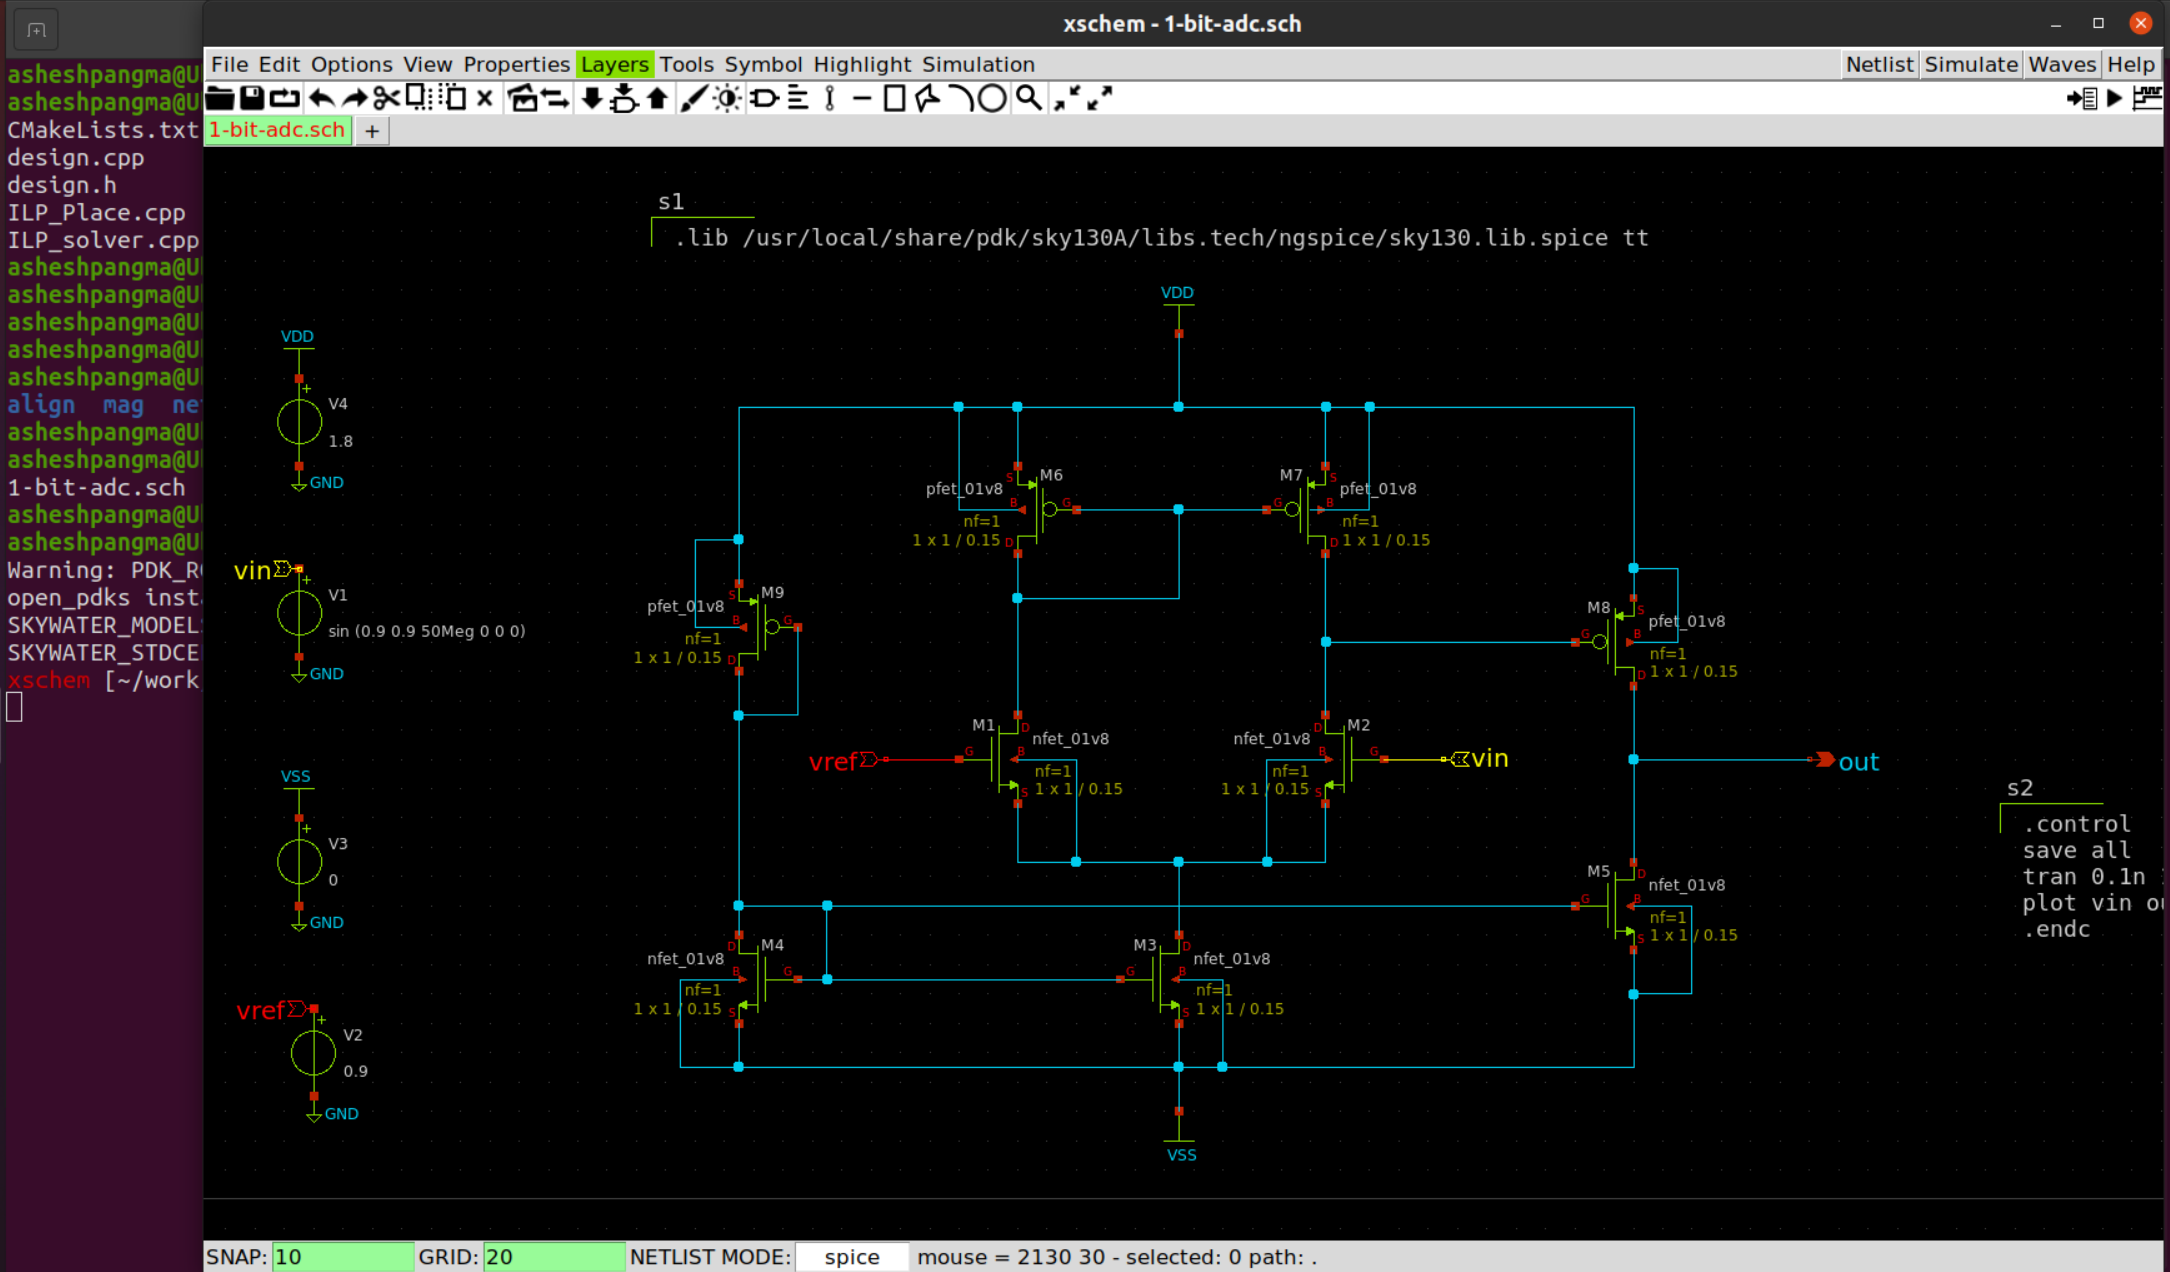 xschem - 1-bit-adc.sch
File Edit Options View Properties Layers Tools Symbol Highlight Simulation Netlist Simulate Waves Help
1-bit-adc.sch +
asheshpangma@U
asheshpangma@U
CMakeLists.txt
design.cpp
design.h
ILP_Place.cpp
ILP_solver.cpp
asheshpangma@U
asheshpangma@U
asheshpangma@U
asheshpangma@U
asheshpangma@U
align mag ne
asheshpangma@U
asheshpangma@U
1-bit-adc.sch
asheshpangma@U
asheshpangma@U
Warning: PDK_R
open_pdks inst
SKYWATER_MODEL
SKYWATER_STDCE
xschem [~/work
s1
.lib /usr/local/share/pdk/sky130A/libs.tech/ngspice/sky130.lib.spice tt
VDD
+
V4
1.8
GND
vin
+
V1
sin (0.9 0.9 50Meg 0 0 0)
GND
VSS
+
V3
0
GND
vref
+
V2
0.9
GND
VDD
M6
pfet_01v8
nf=1
1 x 1 / 0.15
S
B
G
D
M7
pfet_01v8
nf=1
1 x 1 / 0.15
S
G
B
D
M9
pfet_01v8
nf=1
1 x 1 / 0.15
S
B
G
D
M8
pfet_01v8
nf=1
1 x 1 / 0.15
S
G
B
D
vref
M1
nfet_01v8
nf=1
1 x 1 / 0.15
D
G
B
S
M2
nfet_01v8
nf=1
1 x 1 / 0.15
D
B
G
S
vin
out
M5
nfet_01v8
nf=1
1 x 1 / 0.15
D
G
B
S
M4
nfet_01v8
nf=1
1 x 1 / 0.15
D
B
G
S
M3
nfet_01v8
nf=1
1 x 1 / 0.15
D
G
B
S
VSS
s2
.control
save all
tran 0.1n
plot vin o
.endc
SNAP: 10 GRID: 20 NETLIST MODE: spice mouse = 2130 30 - selected: 0 path: .